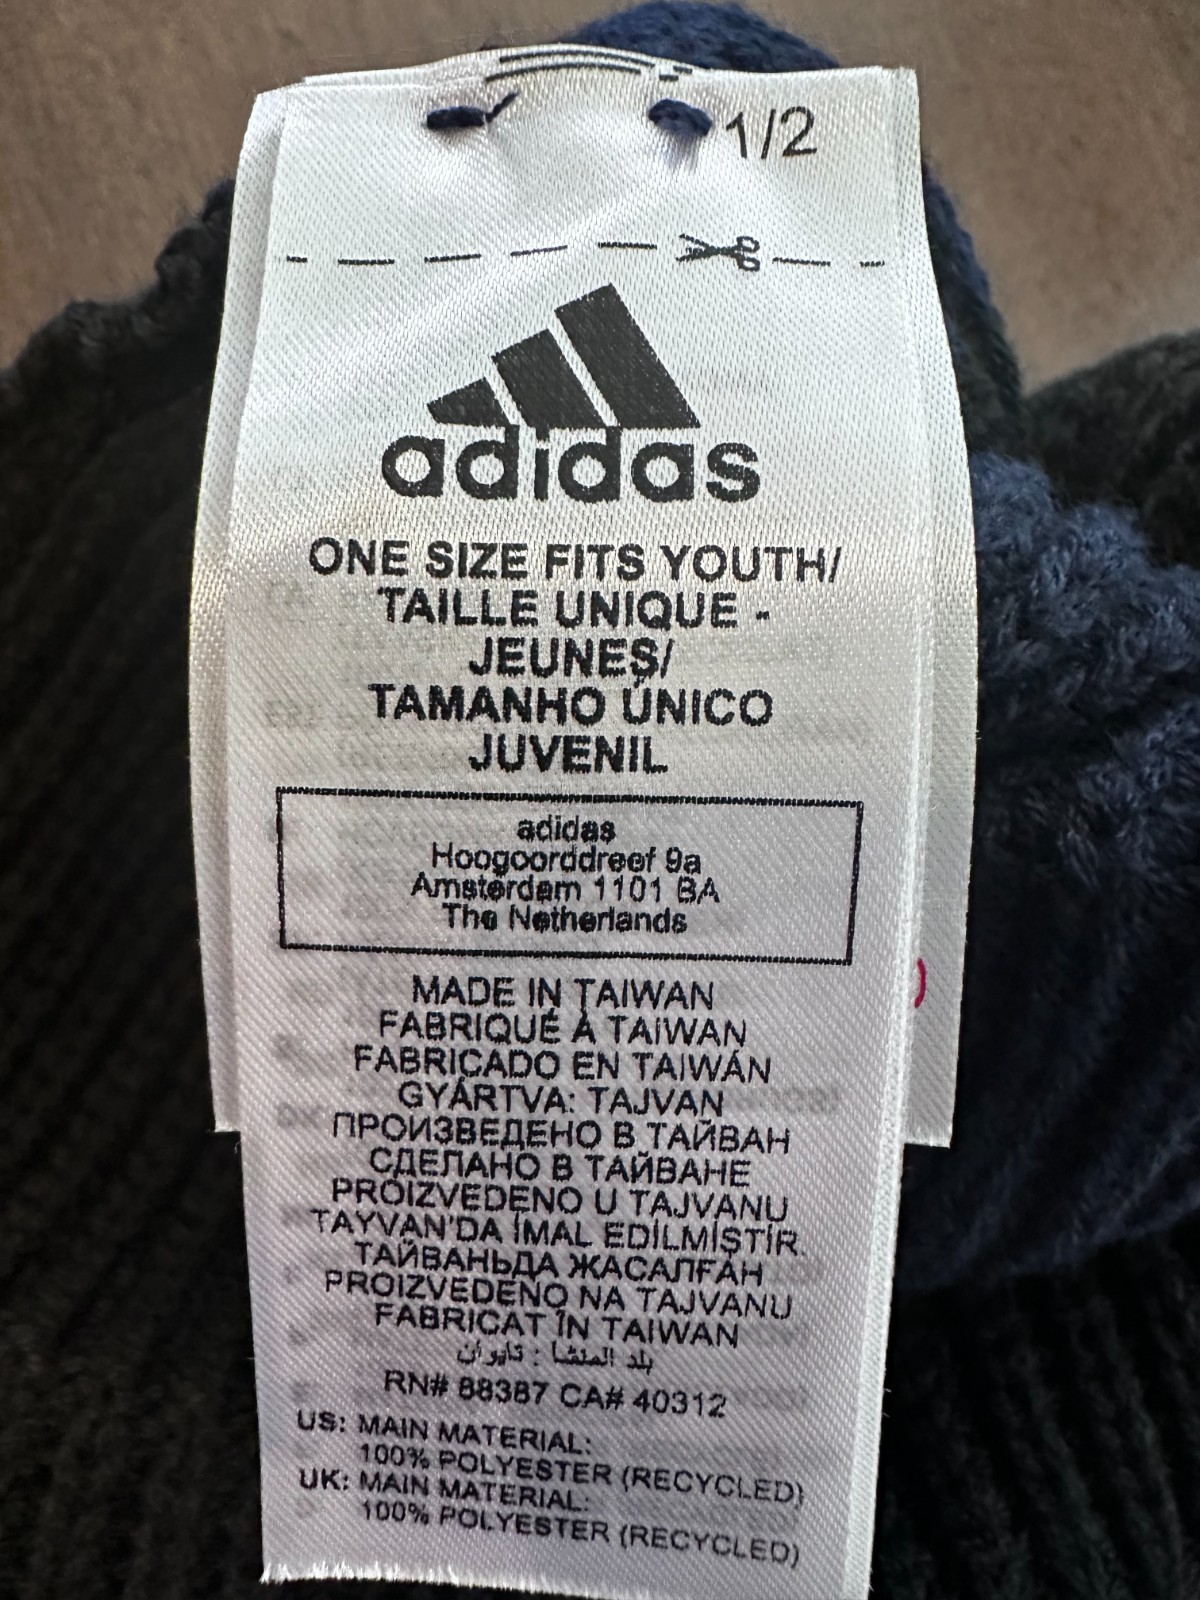 1/2
adidas
ONE SIZE FITS YOUTH/
TAILLE UNIQUE -
JEUNES/
TAMANHO ÚNICO
JUVENIL
adidas
Hoogoorddreef 9a
Amsterdam 1101 BA
The Netherlands
MADE IN TAIWAN
FABRIQUÉ À TAIWAN
FABRICADO EN TAIWÁN
GYÁRTVA: TAJVAN
ПРОИЗВЕДЕНО В ТАЙВАН
СДЕЛАНО В ТАЙВАНЕ
PROIZVEDENO U TAJVANU
TAYVAN'DA İMAL EDİLMİŞTİR.
ТАЙВАНЬДА ЖАСАЛҒАН
PROIZVEDENO NA TAJVANU
FABRICAT ÎN TAIWAN
بلد المنشا : تايوان
RN# 88387 CA# 40312
US: MAIN MATERIAL:
100% POLYESTER (RECYCLED)
UK: MAIN MATERIAL:
100% POLYESTER (RECYCLED)